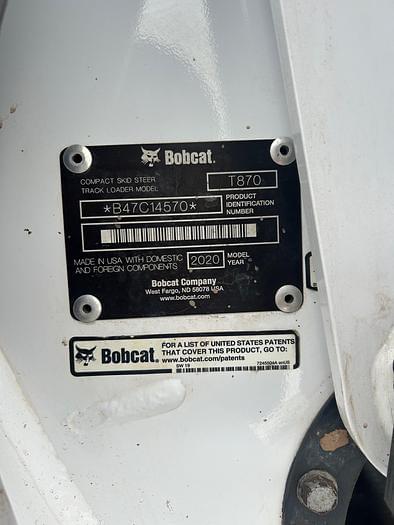 Bobcat.
COMPACT SKID STEER
TRACK LOADER MODEL
T870
*B47C14570*
PRODUCT
IDENTIFICATION
NUMBER
MADE IN USA WITH DOMESTIC
AND FOREIGN COMPONENTS
2020
MODEL
YEAR
Bobcat Company
West Fargo, ND 58078 USA
www.bobcat.com
Bobcat.
FOR A LIST OF UNITED STATES PATENTS
THAT COVER THIS PRODUCT, GO TO:
www.bobcat.com/patents
SW 19